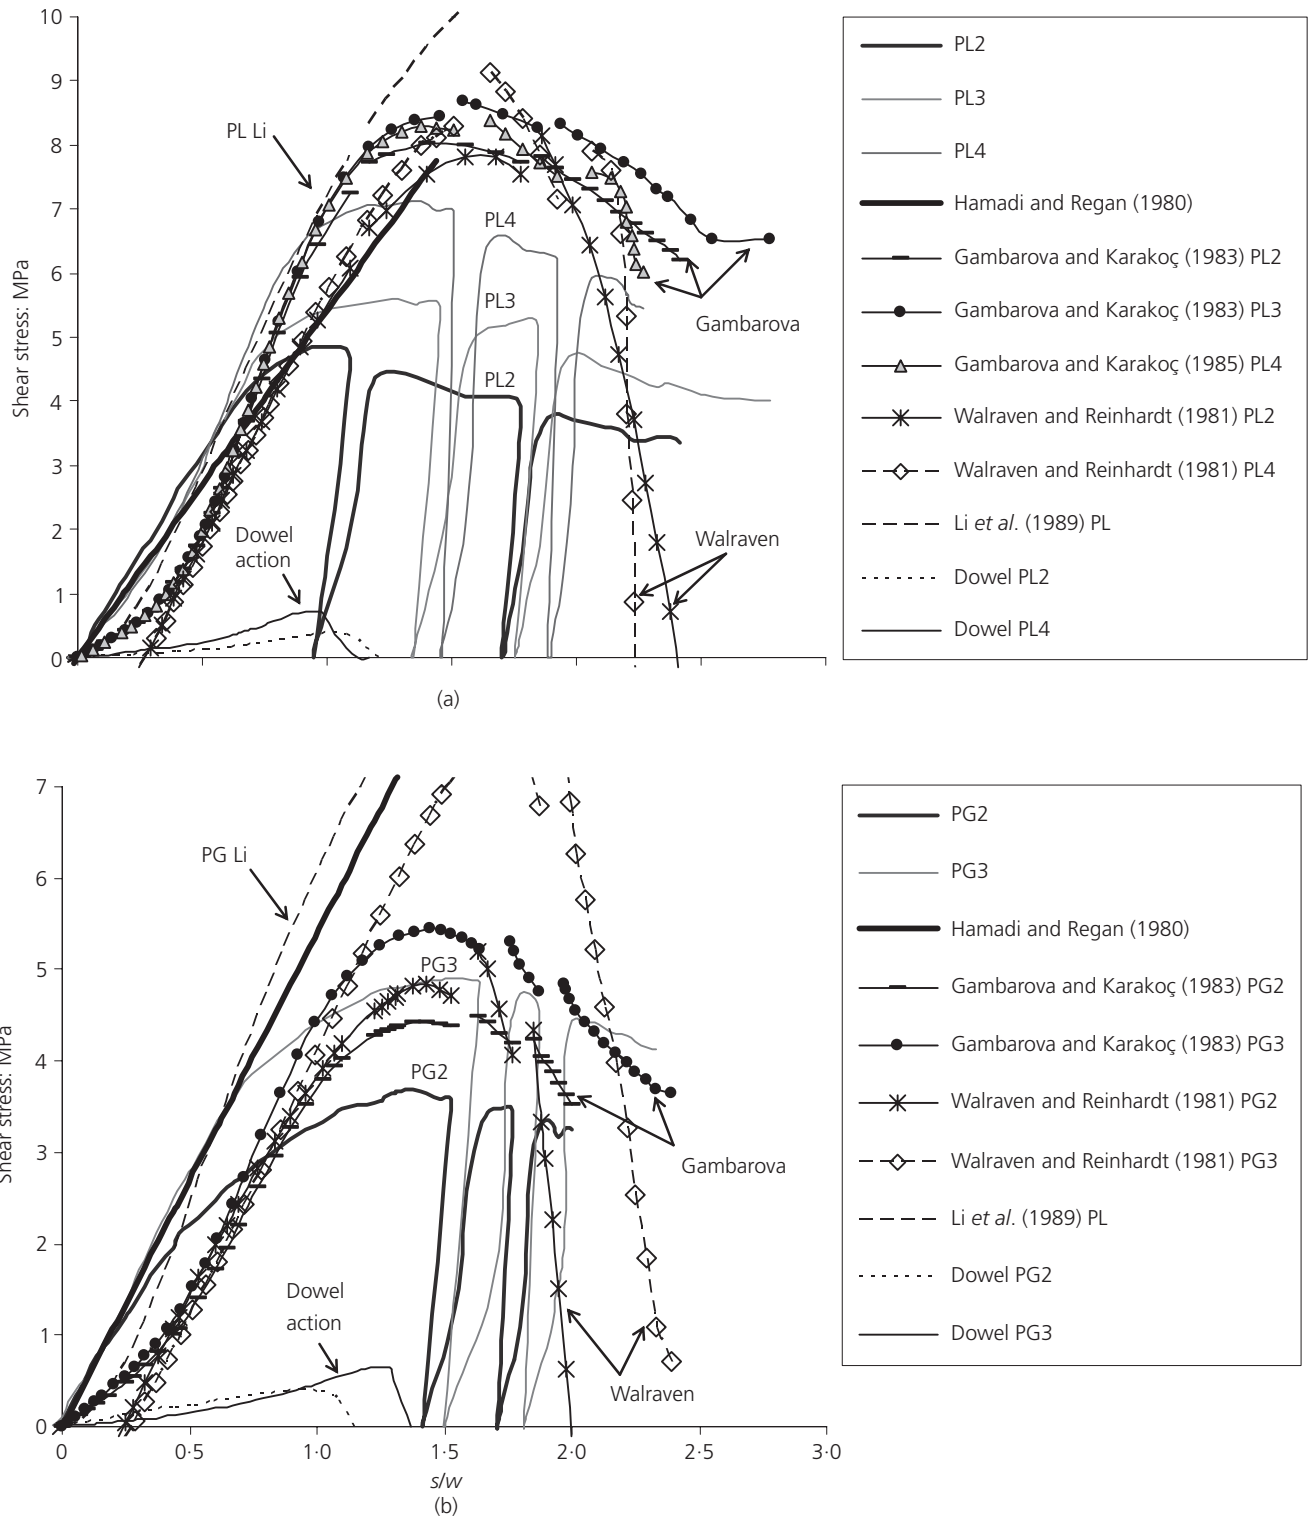 10
9
8
7
6
5
4
3
2
1
0
Shear stress: MPa
PL Li
PL4
PL3
PL2
Gambarova
Walraven
Dowel
action
(a)
PL2
PL3
PL4
Hamadi and Regan (1980)
Gambarova and Karakoç (1983) PL2
Gambarova and Karakoç (1983) PL3
Gambarova and Karakoç (1985) PL4
Walraven and Reinhardt (1981) PL2
Walraven and Reinhardt (1981) PL4
Li et al. (1989) PL
Dowel PL2
Dowel PL4
7
6
5
4
3
2
1
0
Shear stress: MPa
PG Li
PG3
PG2
Gambarova
Dowel
action
Walraven
0 0·5 1·0 1·5 2·0 2·5 3·0
s/w
(b)
PG2
PG3
Hamadi and Regan (1980)
Gambarova and Karakoç (1983) PG2
Gambarova and Karakoç (1983) PG3
Walraven and Reinhardt (1981) PG2
Walraven and Reinhardt (1981) PG3
Li et al. (1989) PL
Dowel PG2
Dowel PG3